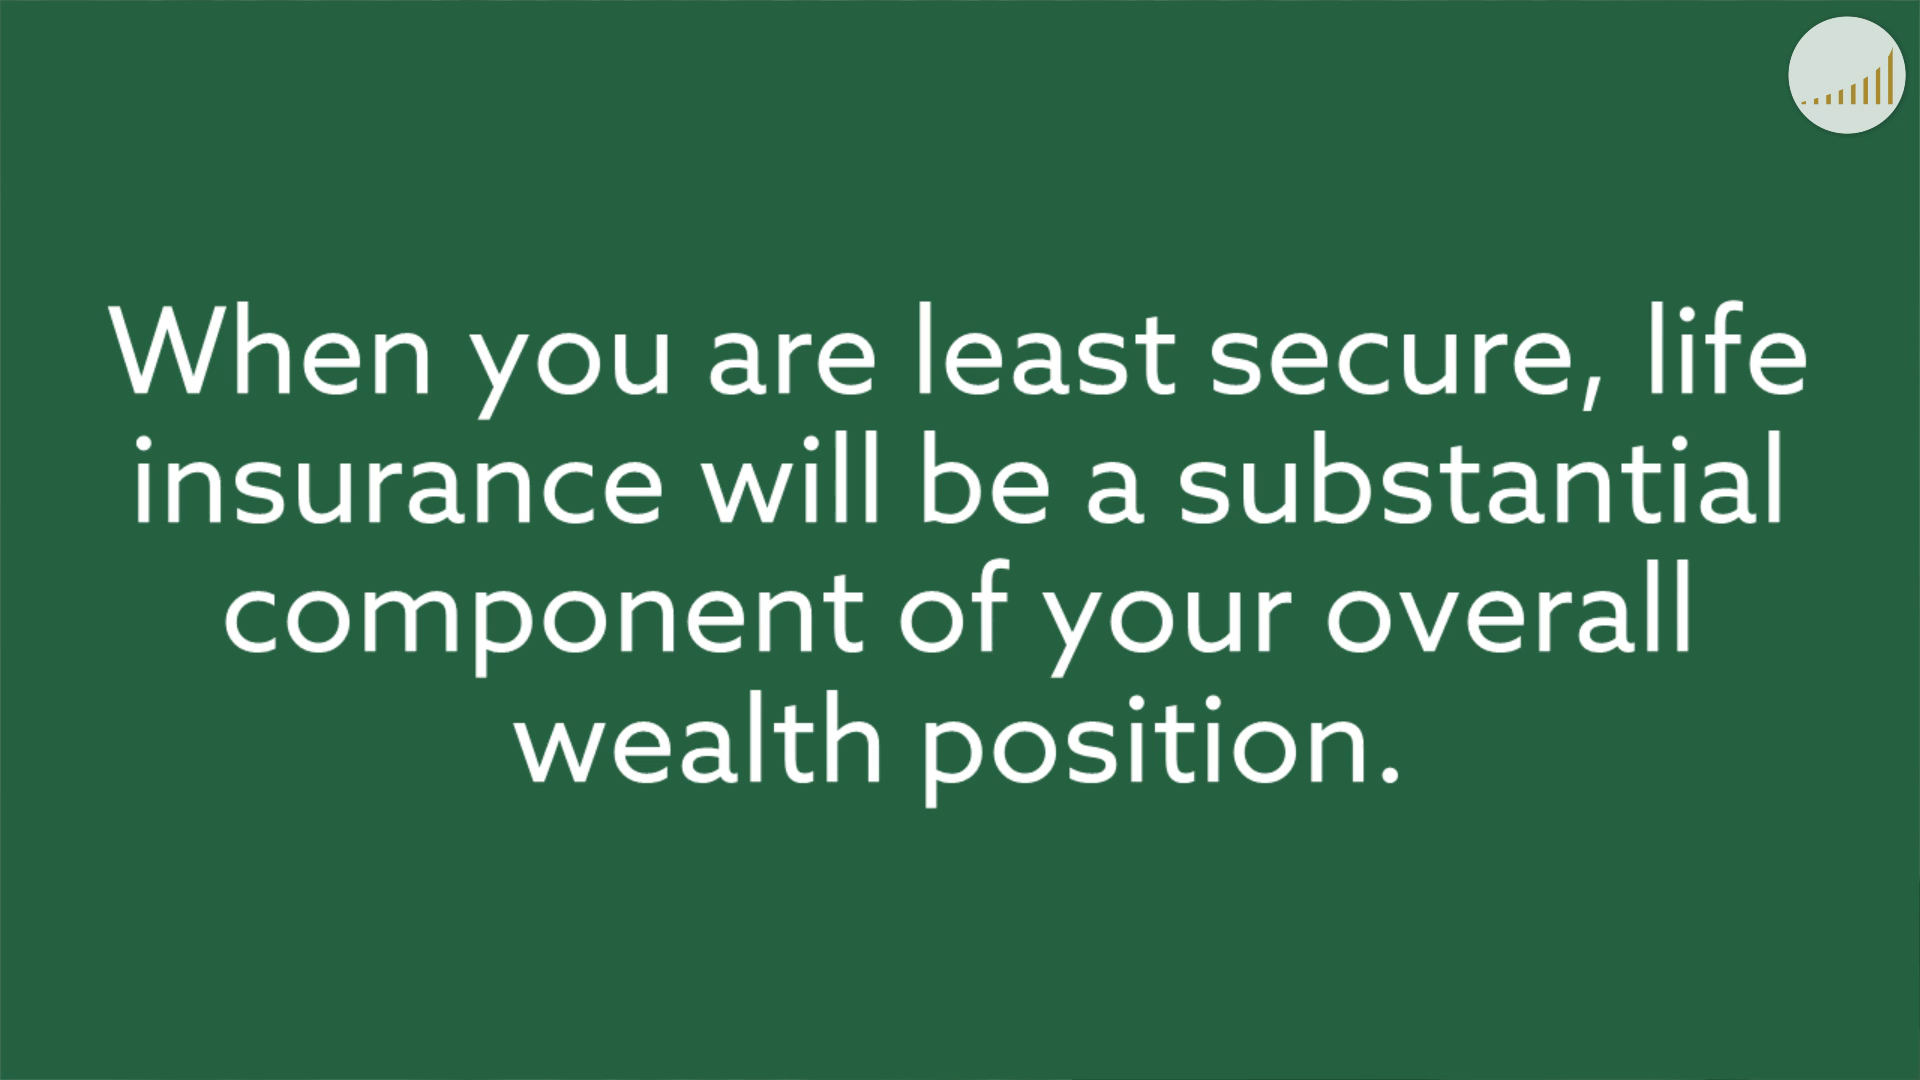 When you are least secure, life
insurance will be a substantial
component of your overall
wealth position.